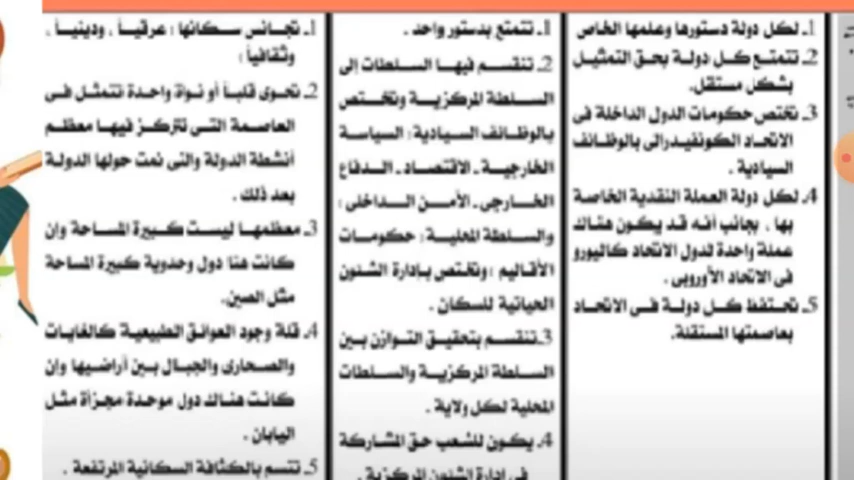 1. لكل دولة دستورها وعلمها الخاص
2. تتمتع كل دولة بحق التمثيل
بشكل مستقل.
3. تختص حكومات الدول الداخلة فى
الاتحاد الكونفيدرالى بالوظائف
السيادية .
4. لكل دولة العملة النقدية الخاصة
بها ، بجانب أنه قد يكون هناك
عملة واحدة لدول الاتحاد كاليورو
فى الاتحاد الأوروبى .
5. تحتفظ كل دولة فى الاتحاد
بعاصمتها المستقلة.
1. تتمتع بدستور واحد .
2. تنقسم فيها السلطات إلى
السلطة المركزية وتختص
بالوظائف السيادية ؛ السياسة
الخارجية ـ الاقتصاد ـ الدفاع
الخارجى ـ الأمن الداخلى ؛
والسلطة المحلية ؛ حكومات
الأقاليم ؛ وتختص بإدارة الشئون
الحياتية للسكان .
3. تنقسم بتحقيق التوازن بين
السلطة المركزية والسلطات
المحلية لكل ولاية .
4. يكون للشعب حق المشاركة
فى إدارة الشئون المركزية .
1. تجانس سكانها ؛ عرقياً ، ودينياً ،
وثقافياً ؛
2. تحوى قلباً أو نواة واحدة تتمثل فى
العاصمة التى تتركز فيها معظم
أنشطة الدولة والتى نمت حولها الدولة
بعد ذلك .
3. معظمها ليست كبيرة المساحة وإن
كانت هنا دول وحدوية كبيرة المساحة
مثل الصين.
4. قلة وجود العوائق الطبيعية كالغابات
والصحارى والجبال بين أراضيها وإن
كانت هناك دول موحدة مجزأة مثل
اليابان .
5. تتسم بالكثافة السكانية المرتفعة .